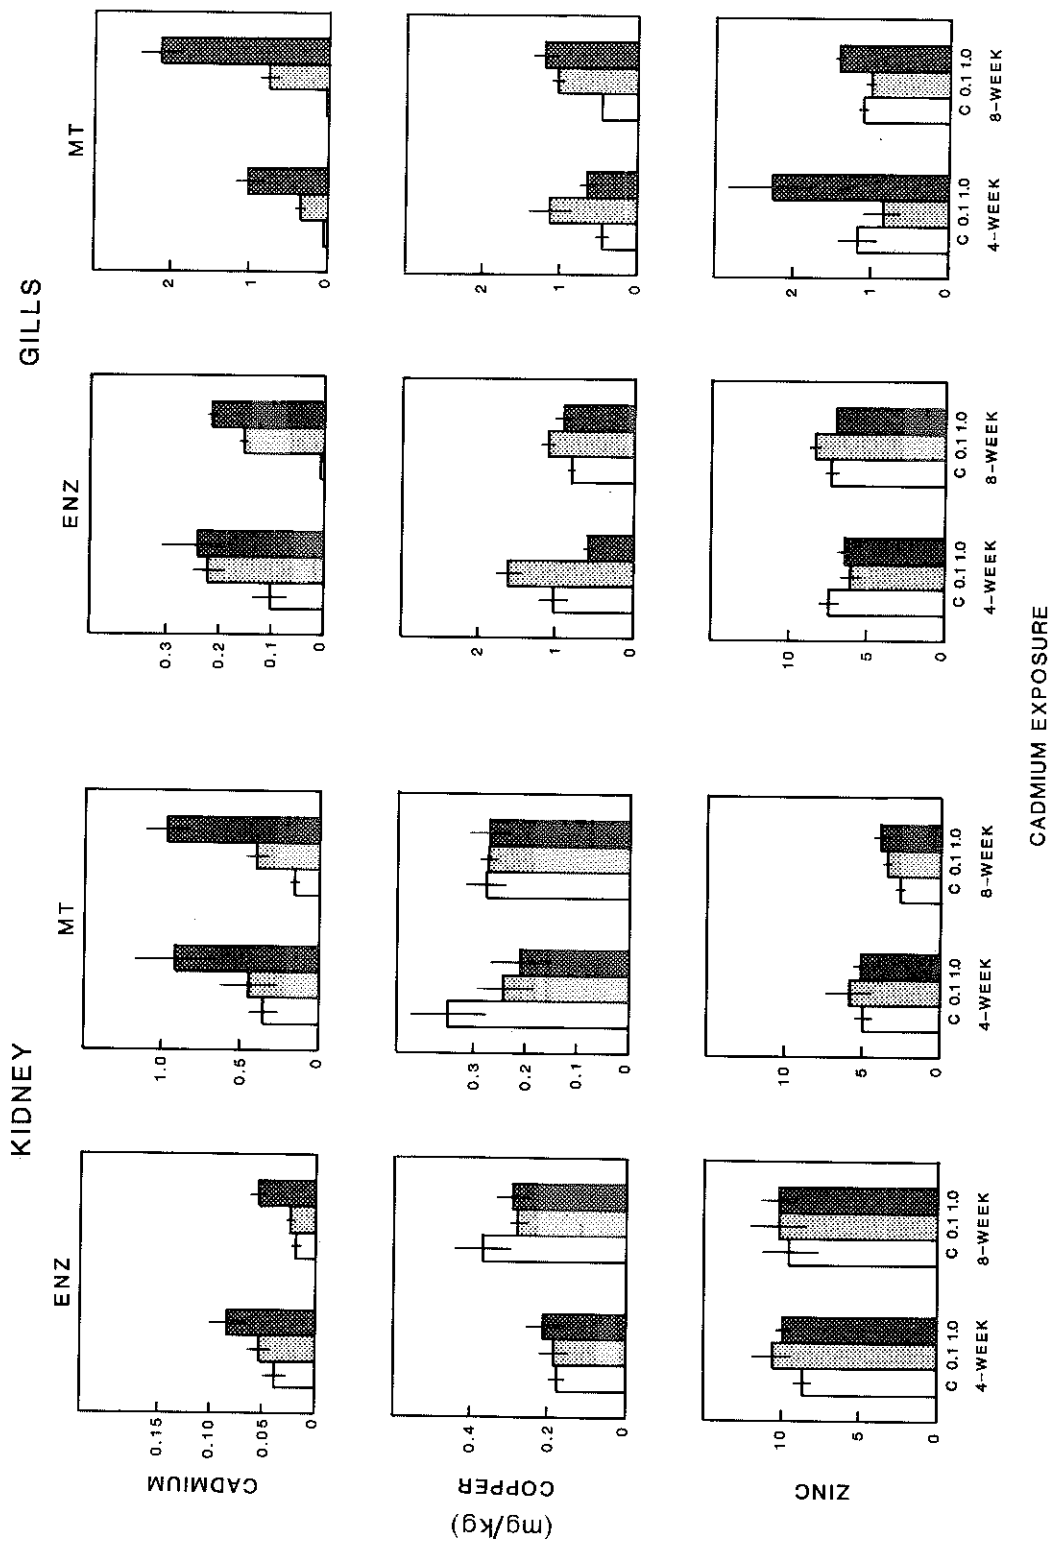 KIDNEY GILLS
ENZ MT ENZ MT
CADMIUM
0.15 0.10 0.05 0
1.0 0.5 0
0.3 0.2 0.1 0
2 1 0
COPPER
(mg/kg)
0.4 0.2 0
0.3 0.2 0.1 0
2 1 0
2 1 0
ZINC
10 5 0
10 5 0
10 5 0
2 1 0
C 0.1 1.0 C 0.1 1.0 C 0.1 1.0 C 0.1 1.0 C 0.1 1.0 C 0.1 1.0 C 0.1 1.0 C 0.1 1.0
4-WEEK 8-WEEK 4-WEEK 8-WEEK 4-WEEK 8-WEEK 4-WEEK 8-WEEK
CADMIUM EXPOSURE